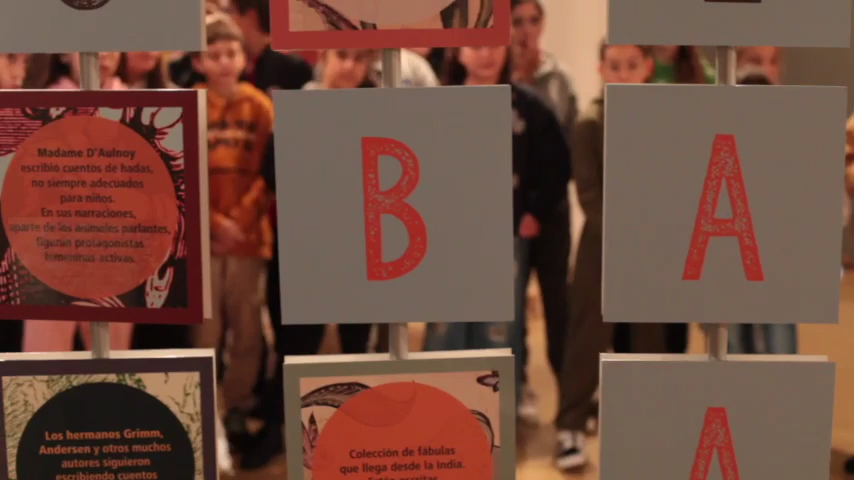 Madame D'Aulnoy
escribió cuentos de hadas,
no siempre adecuados
para niños.
En sus narraciones,
aparte de los animales parlantes,
figuran protagonistas
femeninas activas.
B
A
Los hermanos Grimm,
Andersen y otros muchos
autores siguieron
escribiendo cuentos
Colección de fábulas
que llega desde la India.
Están escritas
A